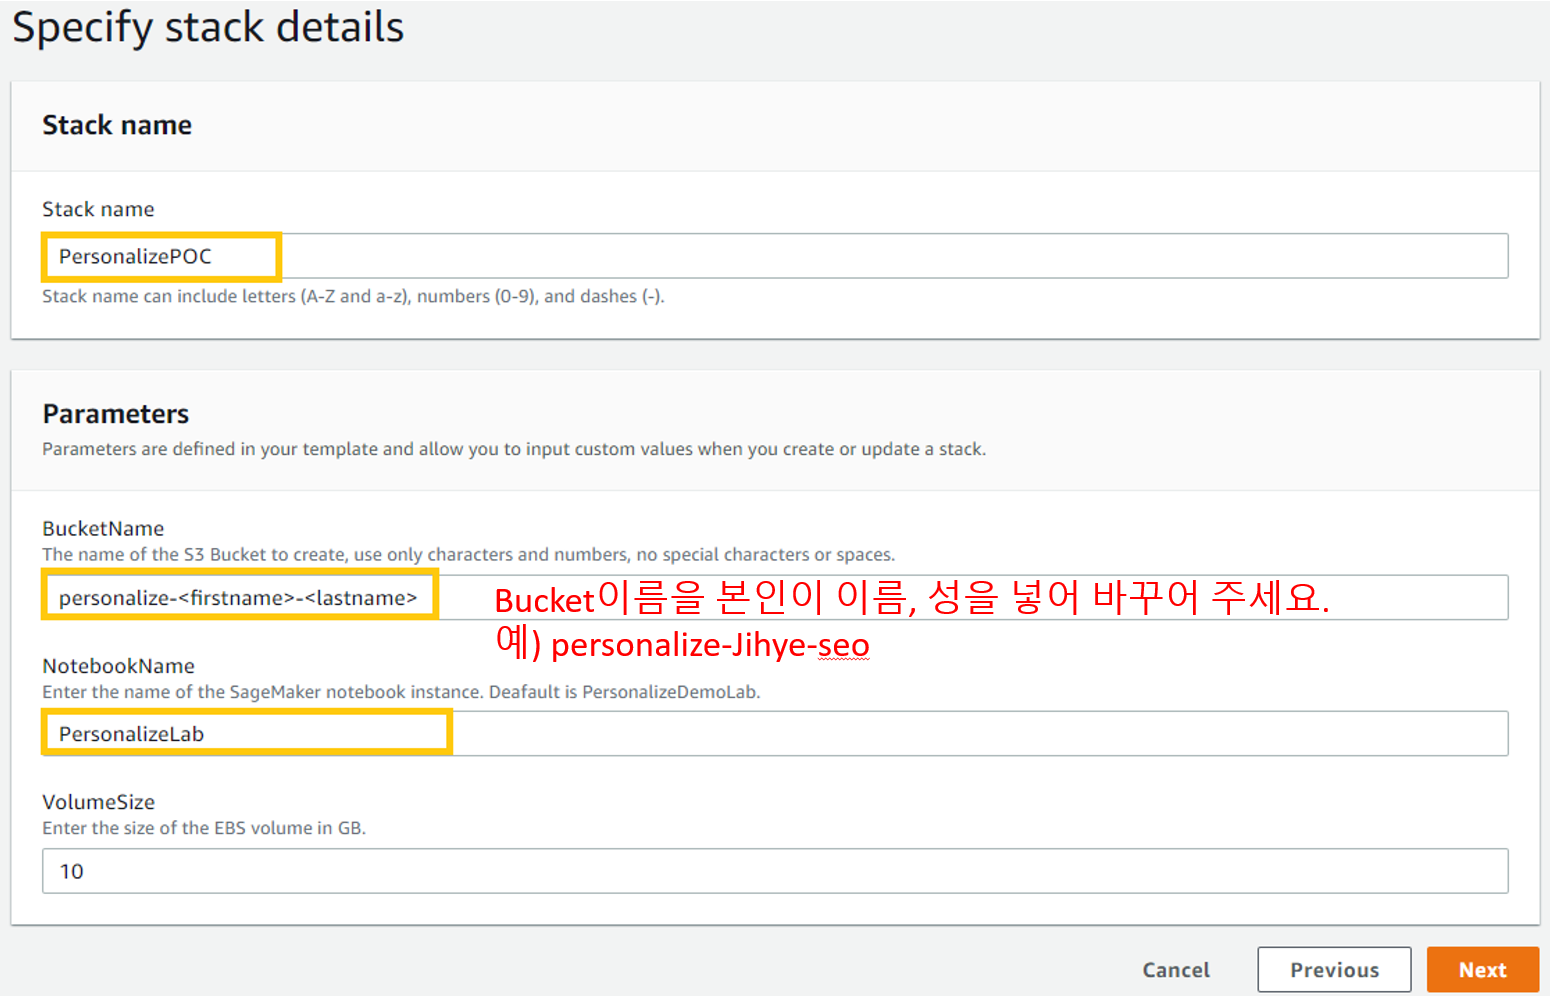 Specify stack details
Stack name
Stack name
PersonalizePOC
Stack name can include letters (A-Z and a-z), numbers (0-9), and dashes (-).
Parameters
Parameters are defined in your template and allow you to input custom values when you create or update a stack.
BucketName
The name of the S3 Bucket to create, use only characters and numbers, no special characters or spaces.
personalize-<firstname>-<lastname>
Bucket이름을 본인이 이름, 성을 넣어 바꾸어 주세요.
예) personalize-Jihye-seo
NotebookName
Enter the name of the SageMaker notebook instance. Deafault is PersonalizeDemoLab.
PersonalizeLab
VolumeSize
Enter the size of the EBS volume in GB.
10
Cancel Previous Next